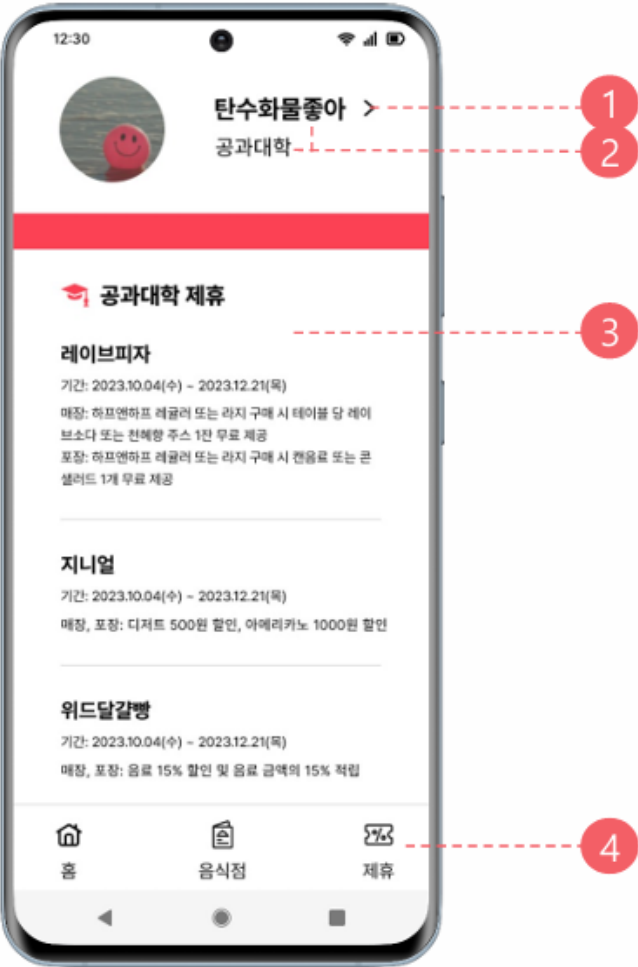 12:30
탄수화물좋아 >
1
공과대학
2
공과대학 제휴
3
레이브피자
기간: 2023.10.04(수) ~ 2023.12.21(목)
매장: 하프앤하프 레귤러 또는 라지 구매 시 테이블 당 레이
브소다 또는 천혜향 주스 1잔 무료 제공
포장: 하프앤하프 레귤러 또는 라지 구매 시 캔음료 또는 콘
샐러드 1개 무료 제공
지니얼
기간: 2023.10.04(수) ~ 2023.12.21(목)
매장, 포장: 디저트 500원 할인, 아메리카노 1000원 할인
위드달걀빵
기간: 2023.10.04(수) ~ 2023.12.21(목)
매장, 포장: 음료 15% 할인 및 음료 금액의 15% 적립
4
홈 음식점 제휴